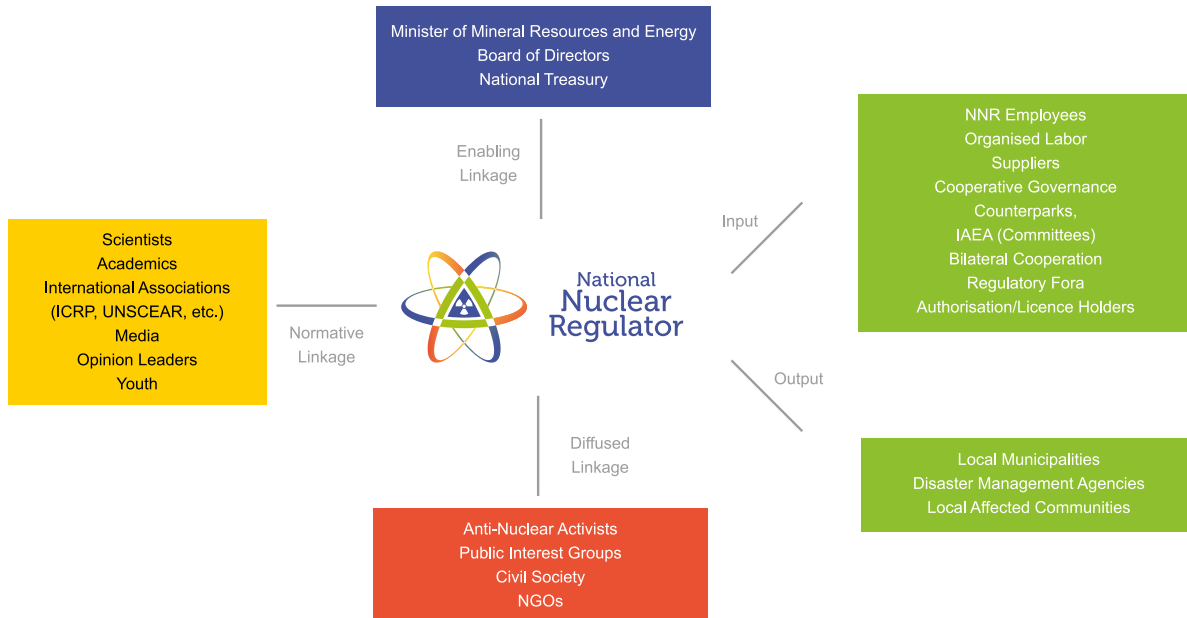 Minister of Mineral Resources and Energy
Board of Directors
National Treasury
Enabling
Linkage
NNR Employees
Organised Labor
Suppliers
Cooperative Governance
Counterparks,
IAEA (Committees)
Bilateral Cooperation
Regulatory Fora
Authorisation/Licence Holders
Input
Scientists
Academics
International Associations
(ICRP, UNSCEAR, etc.)
Media
Opinion Leaders
Youth
Normative
Linkage
National
Nuclear
Regulator
Output
Diffused
Linkage
Local Municipalities
Disaster Management Agencies
Local Affected Communities
Anti-Nuclear Activists
Public Interest Groups
Civil Society
NGOs